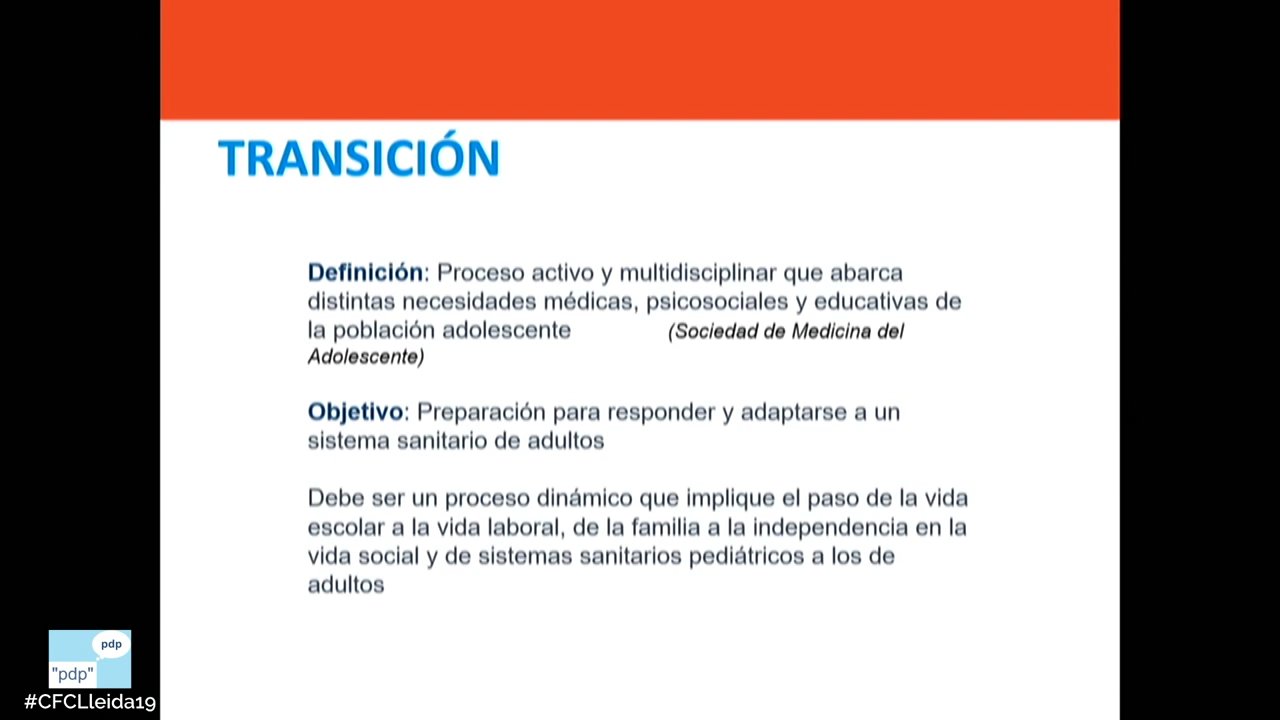 TRANSICIÓN
Definición: Proceso activo y multidisciplinar que abarca
distintas necesidades médicas, psicosociales y educativas de
la población adolescente (Sociedad de Medicina del
Adolescente)
Objetivo: Preparación para responder y adaptarse a un
sistema sanitario de adultos
Debe ser un proceso dinámico que implique el paso de la vida
escolar a la vida laboral, de la familia a la independencia en la
vida social y de sistemas sanitarios pediátricos a los de
adultos
pdp
"pdp"
#CFCLleida19